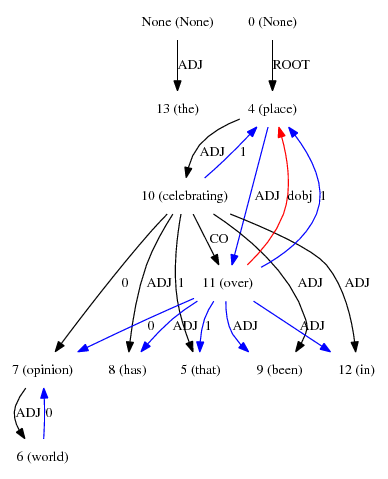 None (None) 0 (None)
ADJ ROOT
13 (the) 4 (place)
ADJ 1 ADJ dobj 1
10 (celebrating)
CO
11 (over)
0 ADJ 1 ADJ ADJ
0 ADJ 1 ADJ ADJ
7 (opinion) 8 (has) 5 (that) 9 (been) 12 (in)
ADJ 0
6 (world)